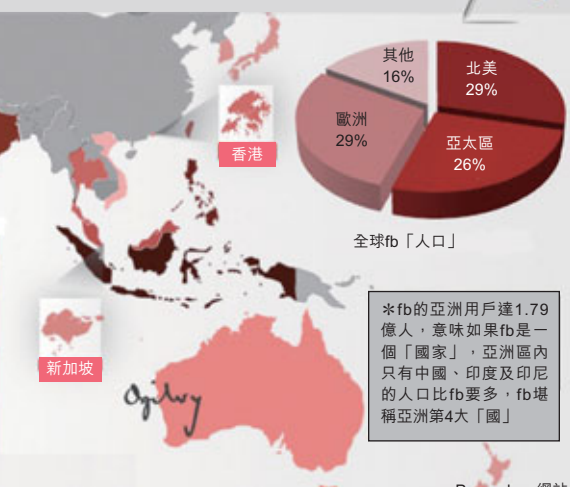 其他
16%
北美
29%
歐洲
29%
亞太區
26%
全球fb「人口」
香港
新加坡
Ogilvy
＊fb的亞洲用戶達1.79
億人，意味如果fb是一
個「國家」，亞洲區內
只有中國、印度及印尼
的人口比fb要多，fb堪
稱亞洲第4大「國」